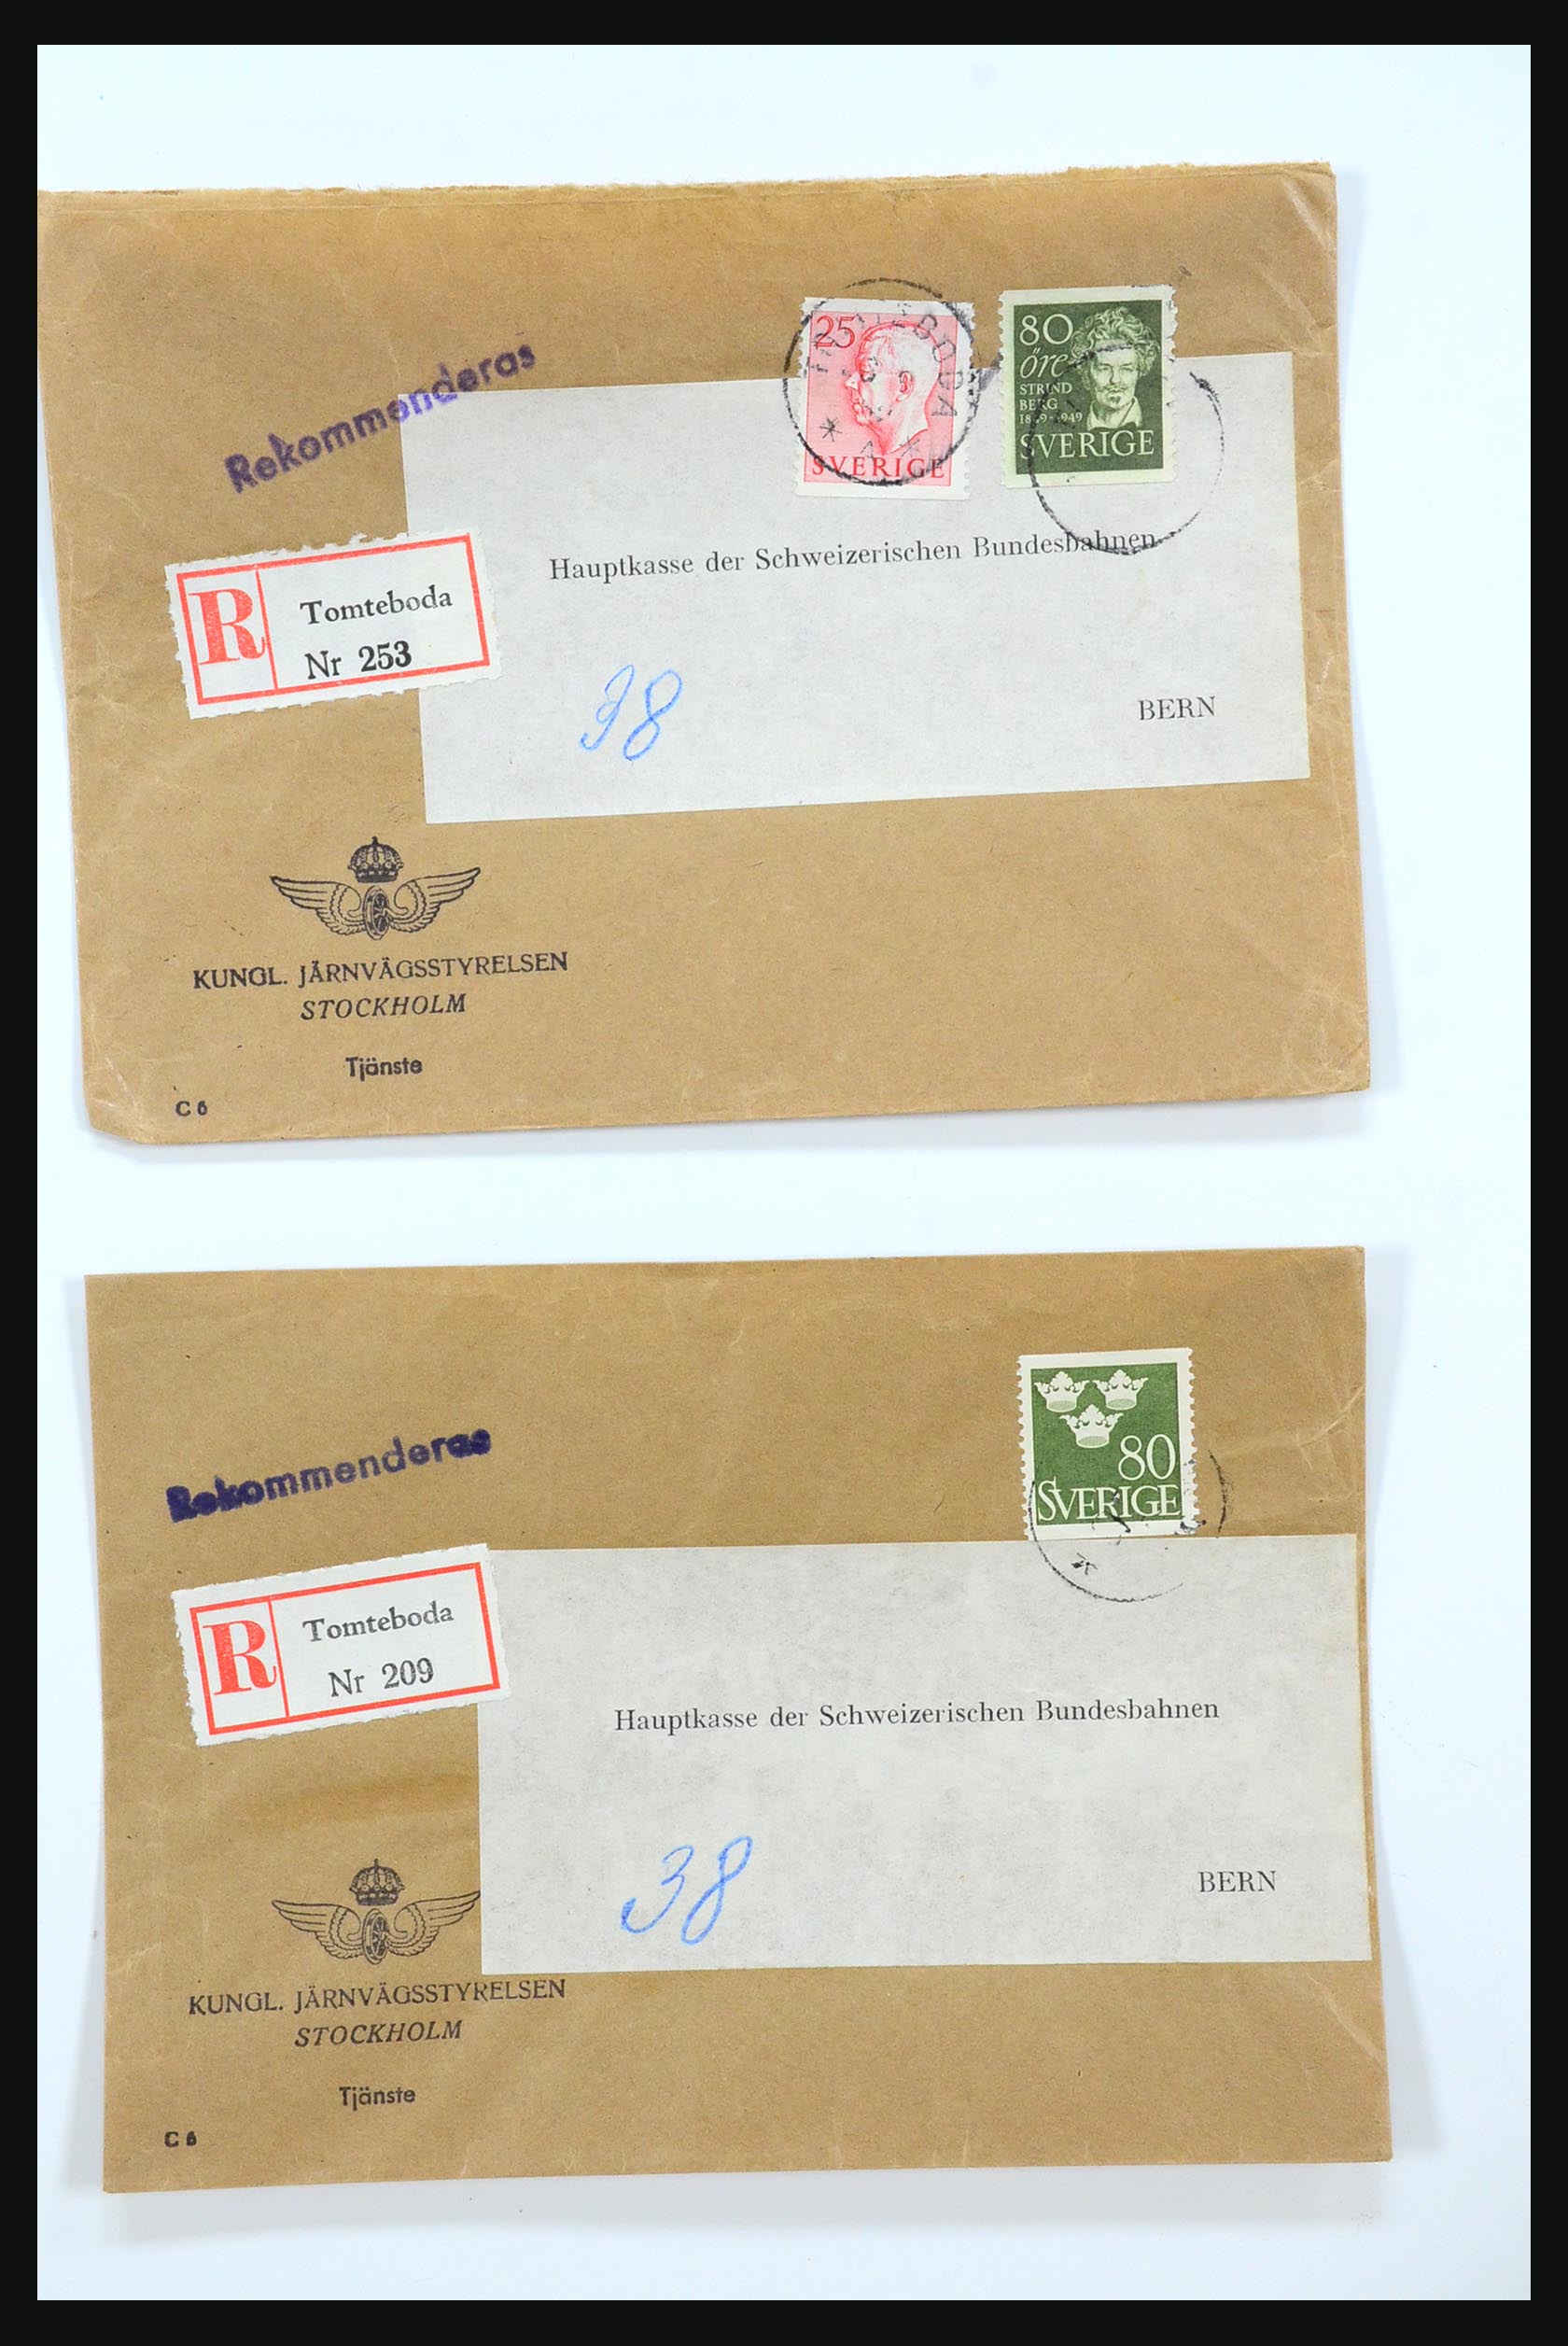 Rekommenderas
25
SVERIGE
80
öre
STRIND
BERG
1849-1949
SVERIGE
Hauptkasse der Schweizerischen Bundesbahnen
R
Tomteboda
Nr 253
38
BERN
KUNGL. JÄRNVÄGSSTYRELSEN
STOCKHOLM
Tjänste
C 6
80
SVERIGE
Rekommenderas
R
Tomteboda
Nr 209
Hauptkasse der Schweizerischen Bundesbahnen
38
BERN
KUNGL. JÄRNVÄGSSTYRELSEN
STOCKHOLM
Tjänste
C 6